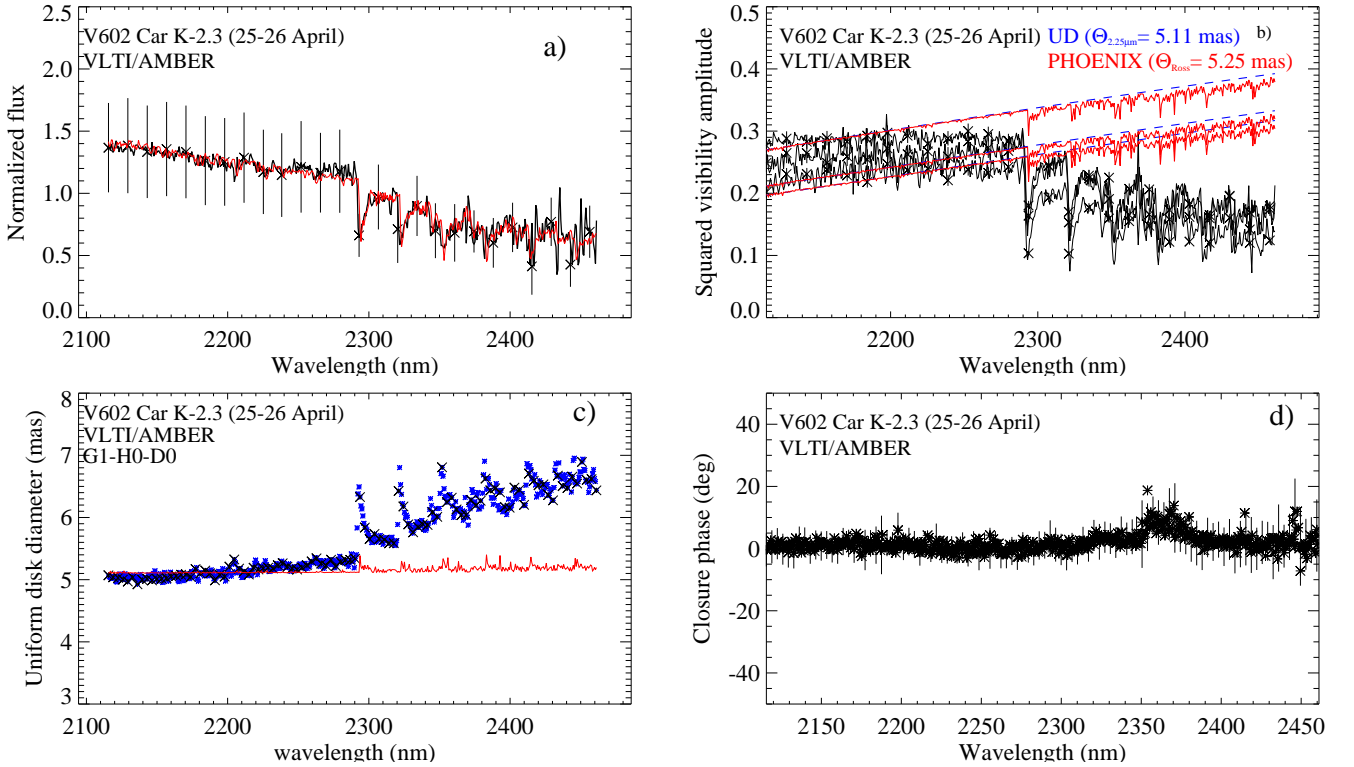 2.5
2.0
1.5
1.0
0.5
0.0
Normalized flux
V602 Car K-2.3 (25-26 April)
VLTI/AMBER
a)
2100 2200 2300 2400
Wavelength (nm)
0.5
0.4
0.3
0.2
0.1
0.0
Squared visibility amplitude
V602 Car K-2.3 (25-26 April) UD (Θ2.25μm= 5.11 mas) b)
VLTI/AMBER PHOENIX (ΘRoss= 5.25 mas)
2200 2300 2400
Wavelength (nm)
8
7
6
5
4
3
Uniform disk diameter (mas)
V602 Car K-2.3 (25-26 April)
VLTI/AMBER
G1-H0-D0
c)
2100 2200 2300 2400
wavelength (nm)
40
20
0
-20
-40
Closure phase (deg)
V602 Car K-2.3 (25-26 April)
VLTI/AMBER
d)
2150 2200 2250 2300 2350 2400 2450
Wavelength (nm)